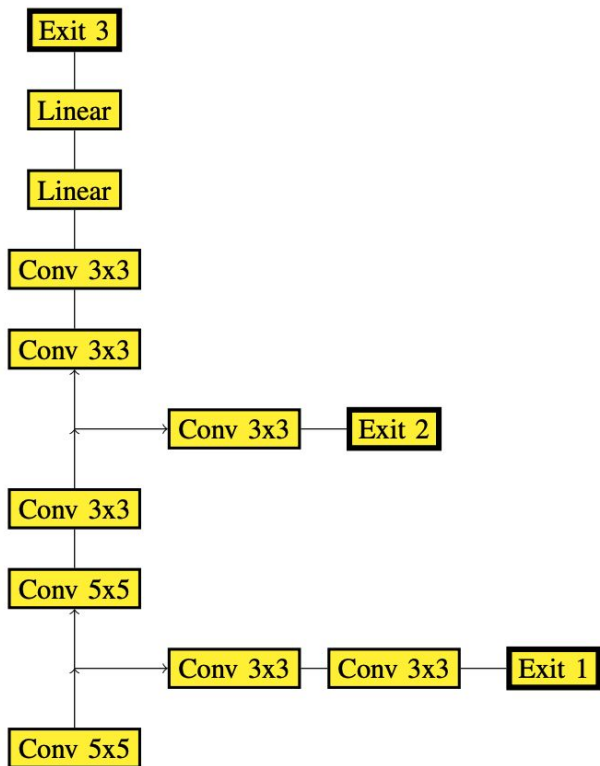 Exit 3
Linear
Linear
Conv 3x3
Conv 3x3
Conv 3x3 Exit 2
Conv 3x3
Conv 5x5
Conv 3x3 Conv 3x3 Exit 1
Conv 5x5